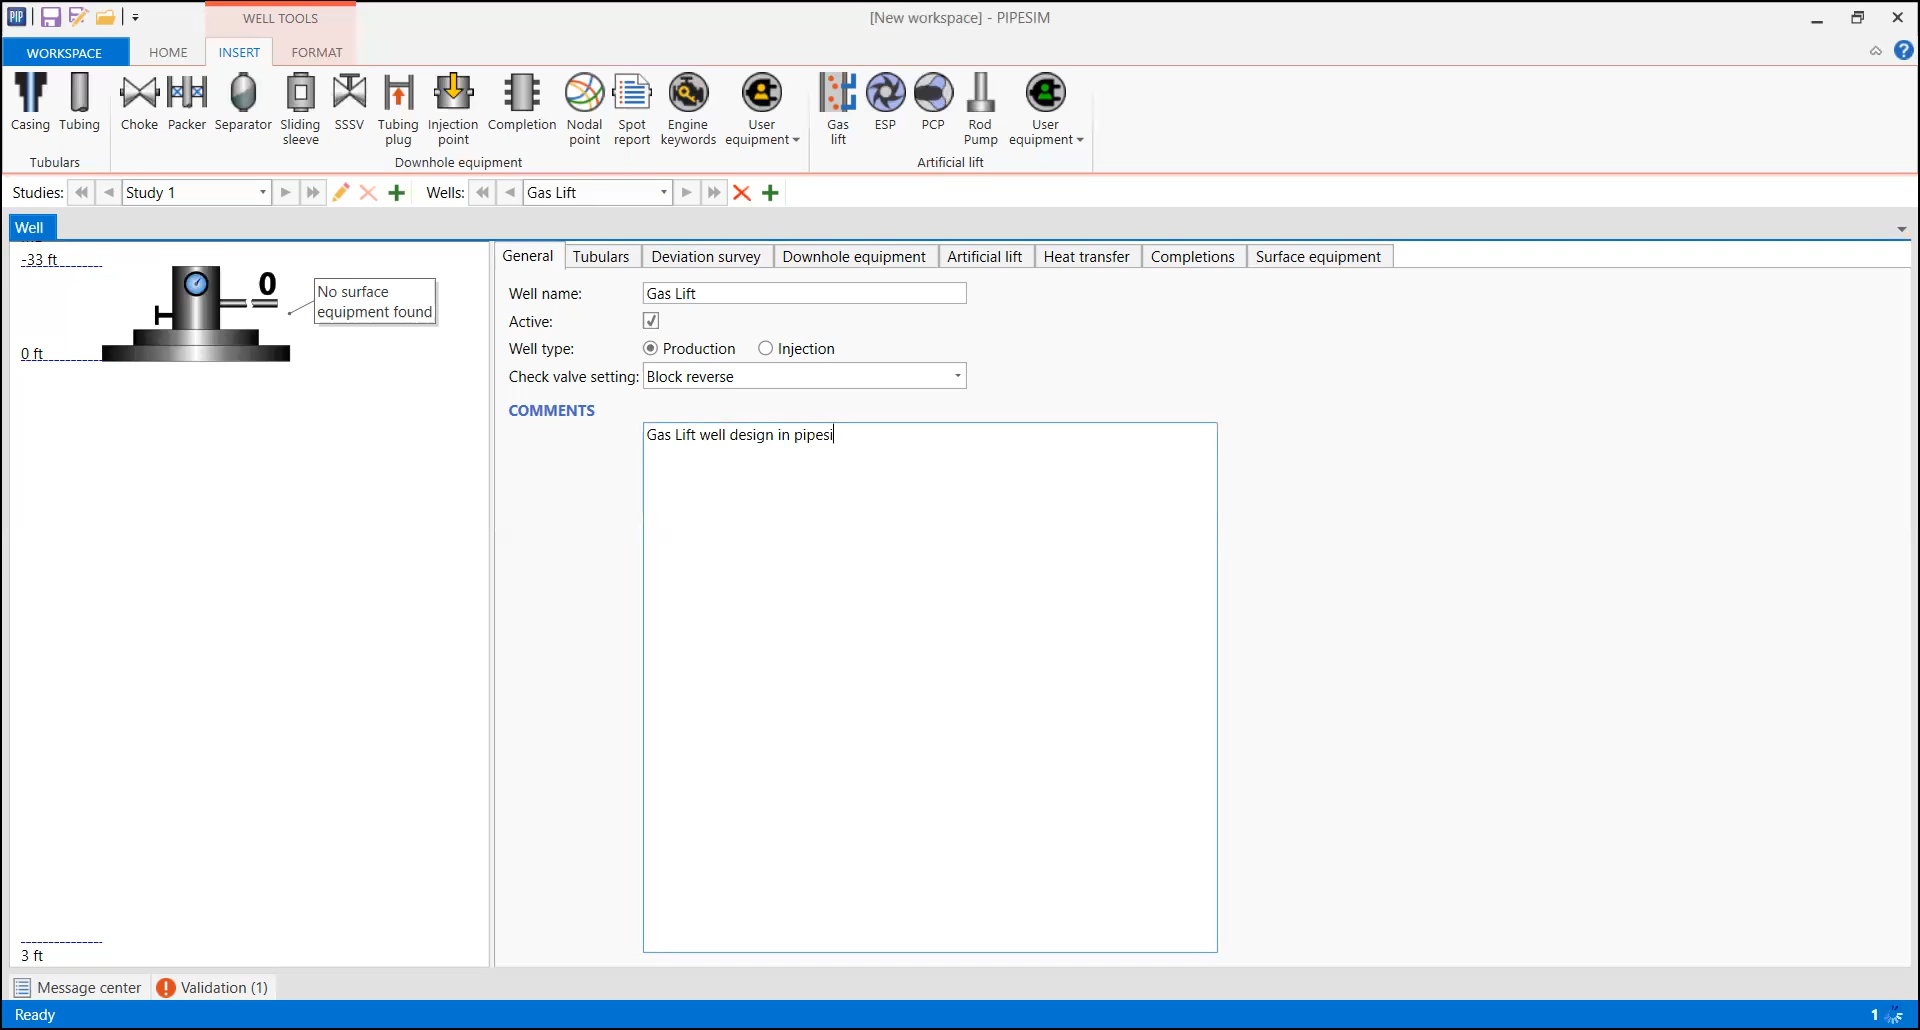 PIP
WELL TOOLS
[New workspace] - PIPESIM
WORKSPACE
HOME
INSERT
FORMAT
?
Casing
Tubing
Choke
Packer
Separator
Sliding
sleeve
SSSV
Tubing
plug
Injection
point
Completion
Nodal
point
Spot
report
Engine
keywords
User
equipment
Gas
lift
ESP
PCP
Rod
Pump
User
equipment
Tubulars
Downhole equipment
Artificial lift
Studies:
Study 1
Wells:
Gas Lift
Well
-33 ft
0
No surface
equipment found
0 ft
3 ft
General
Tubulars
Deviation survey
Downhole equipment
Artificial lift
Heat transfer
Completions
Surface equipment
Well name:
Gas Lift
Active:
Well type:
Production
Injection
Check valve setting:
Block reverse
COMMENTS
Gas Lift well design in pipesi
Message center
Validation (1)
Ready
1